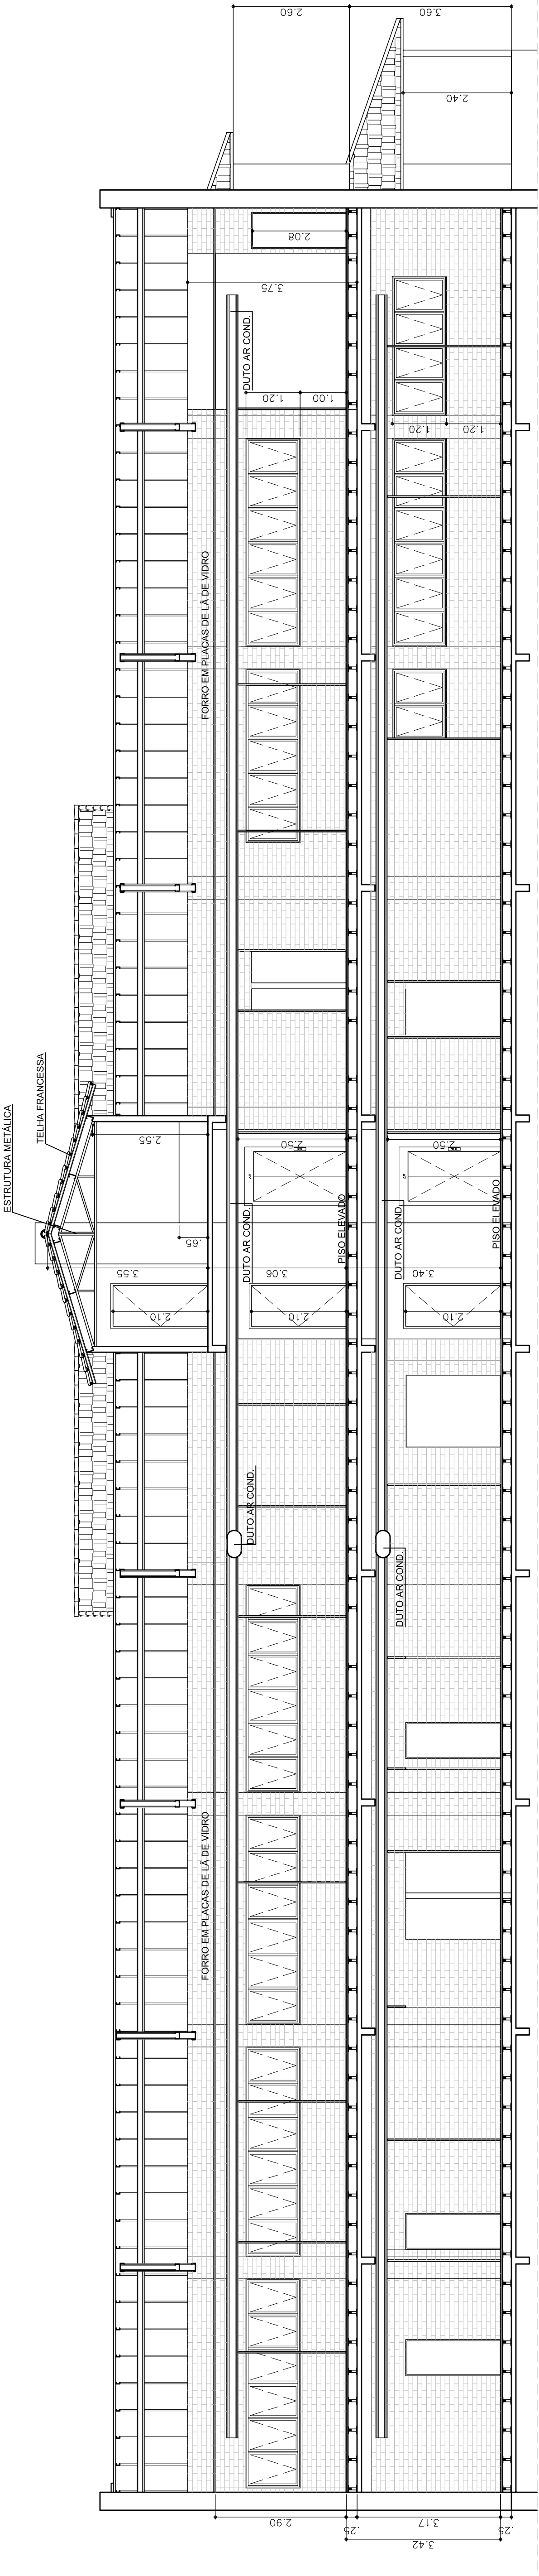 2.60
3.60
2.40
2.08
3.75
DUTO AR COND.
1.20
1.00
1.20
1.20
FORRO EM PLACAS DE LÃ DE VIDRO
ESTRUTURA METÁLICA
TELHA FRANCESSA
2.55
2.50
2.50
.65
DUTO AR COND.
PISO ELEVADO
DUTO AR COND.
PISO ELEVADO
3.55
3.06
3.40
2.10
2.10
2.10
DUTO AR COND.
DUTO AR COND.
FORRO EM PLACAS DE LÃ DE VIDRO
2.90
.25
3.17
.25
3.42